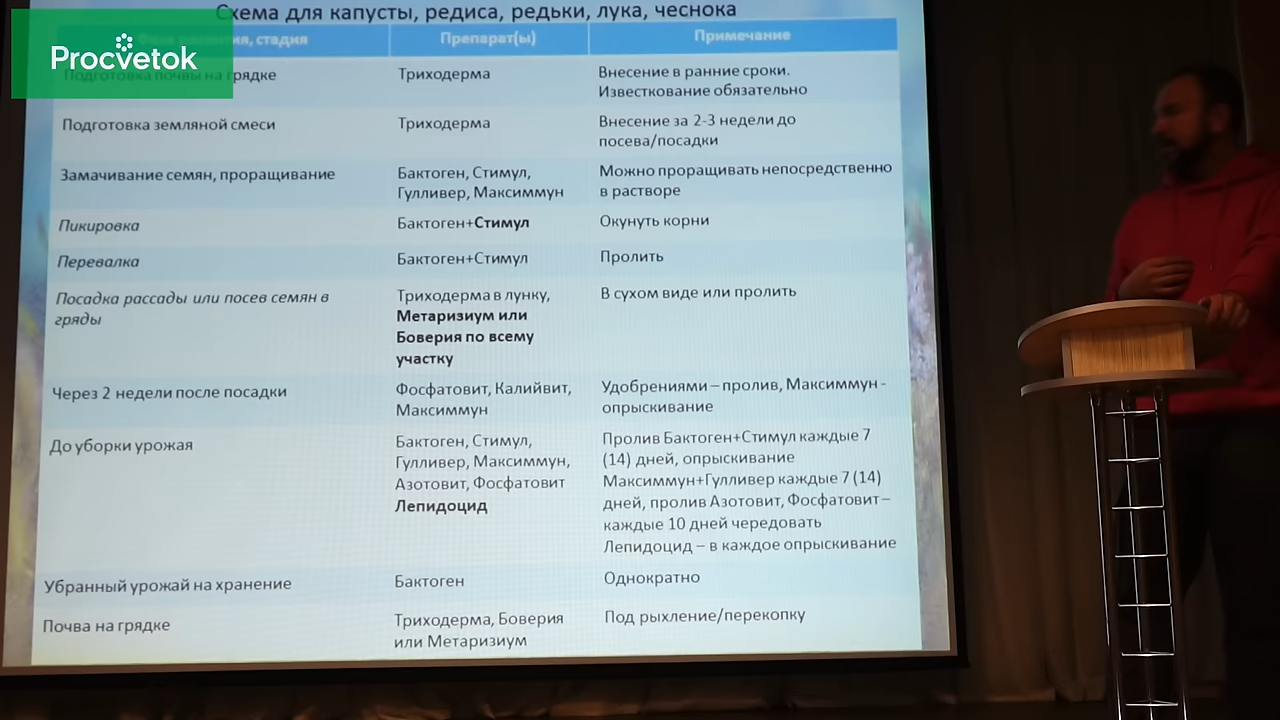 Схема для капусты, редиса, редьки, лука, чеснока
Procvetok
стадия
Препарат(ы)
Примечание
Подготовка почвы на грядке
Триходерма
Внесение в ранние сроки.
Известкование обязательно
Подготовка земляной смеси
Триходерма
Внесение за 2-3 недели до
посева/посадки
Замачивание семян, проращивание
Бактоген, Стимул,
Гулливер, Максиммун
Можно проращивать непосредственно
в растворе
Пикировка
Бактоген+Стимул
Окунуть корни
Перевалка
Бактоген+Стимул
Пролить
Посадка рассады или посев семян в
гряды
Триходерма в лунку,
Метаризиум или
Боверия по всему
участку
В сухом виде или пролить
Через 2 недели после посадки
Фосфатовит, Калийвит,
Максиммун
Удобрениями – пролив, Максиммун -
опрыскивание
До уборки урожая
Бактоген, Стимул,
Гулливер, Максиммун,
Азотовит, Фосфатовит
Лепидоцид
Пролив Бактоген+Стимул каждые 7
(14) дней, опрыскивание
Максиммун+Гулливер каждые 7 (14)
дней, пролив Азотовит, Фосфатовит –
каждые 10 дней чередовать
Лепидоцид – в каждое опрыскивание
Убранный урожай на хранение
Бактоген
Однократно
Почва на грядке
Триходерма, Боверия
или Метаризиум
Под рыхление/перекопку